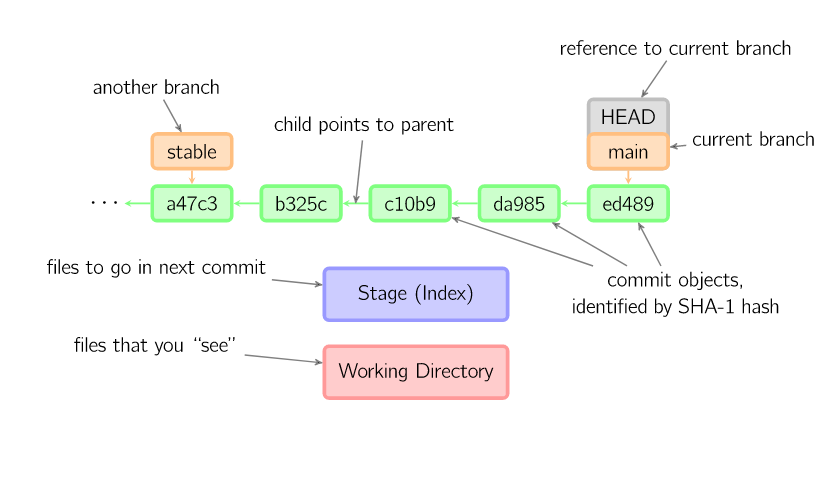 reference to current branch
another branch
HEAD
child points to parent
current branch
stable
main
··· a47c3 b325c c10b9 da985 ed489
files to go in next commit
commit objects,
identified by SHA-1 hash
Stage (Index)
files that you “see”
Working Directory